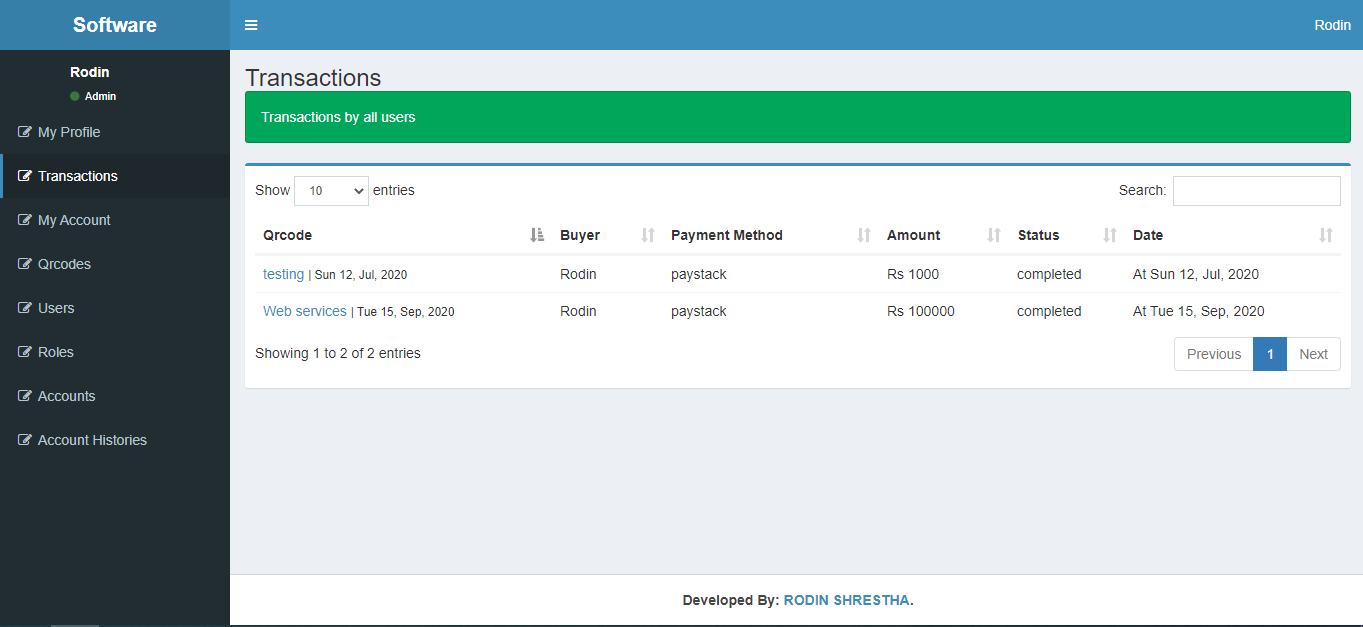 Software
Rodin
Rodin
Admin
My Profile
Transactions
My Account
Qrcodes
Users
Roles
Accounts
Account Histories
Transactions
Transactions by all users
Show 10 entries Search:
Qrcode Buyer Payment Method Amount Status Date
testing | Sun 12, Jul, 2020 Rodin paystack Rs 1000 completed At Sun 12, Jul, 2020
Web services | Tue 15, Sep, 2020 Rodin paystack Rs 100000 completed At Tue 15, Sep, 2020
Showing 1 to 2 of 2 entries Previous 1 Next
Developed By: RODIN SHRESTHA.